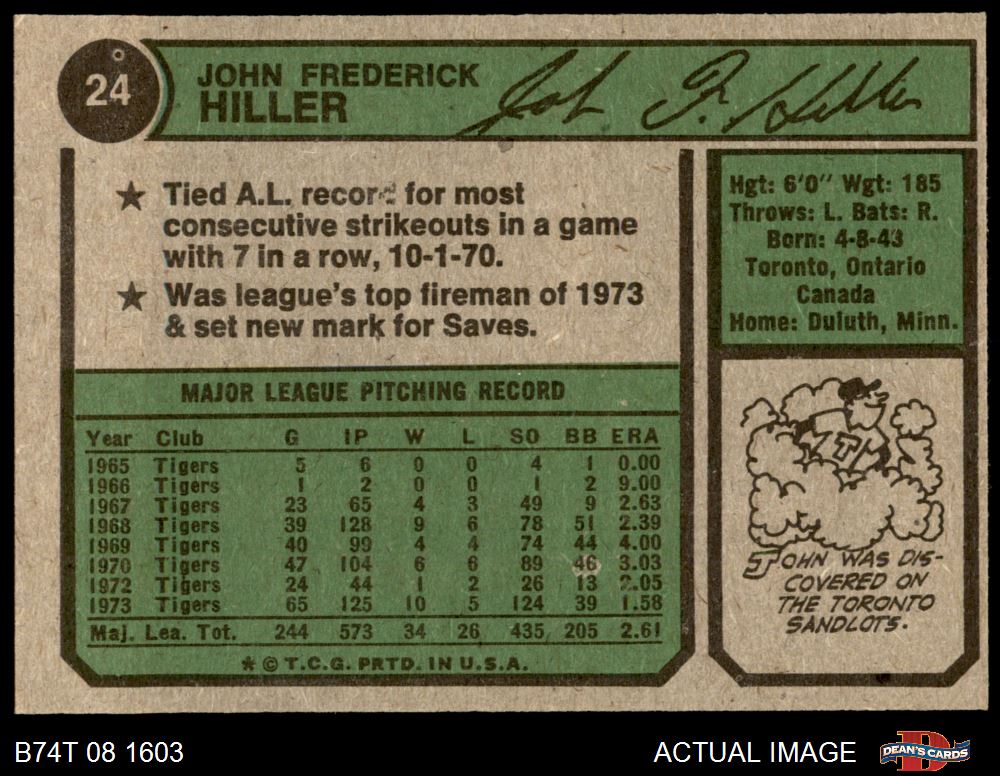 24
JOHN FREDERICK
HILLER
John F. Hiller
★ Tied A.L. record for most
consecutive strikeouts in a game
with 7 in a row, 10-1-70.
★ Was league's top fireman of 1973
& set new mark for Saves.
Hgt: 6'0" Wgt: 185
Throws: L. Bats: R.
Born: 4-8-43
Toronto, Ontario
Canada
Home: Duluth, Minn.
MAJOR LEAGUE PITCHING RECORD
Year Club G IP W L SO BB ERA
1965 Tigers 5 6 0 0 4 1 0.00
1966 Tigers 1 2 0 0 1 2 9.00
1967 Tigers 23 65 4 3 49 9 2.63
1968 Tigers 39 128 9 6 78 51 2.39
1969 Tigers 40 99 4 4 74 44 4.00
1970 Tigers 47 104 6 6 89 46 3.03
1972 Tigers 24 44 1 2 26 13 2.05
1973 Tigers 65 125 10 5 124 39 1.58
Maj. Lea. Tot. 244 573 34 26 435 205 2.61
* © T.C.G. PRTD. IN U.S.A.
T
JOHN WAS DIS-
COVERED ON
THE TORONTO
SANDLOTS.
B74T 08 1603
ACTUAL IMAGE
D
DEAN'S CARDS